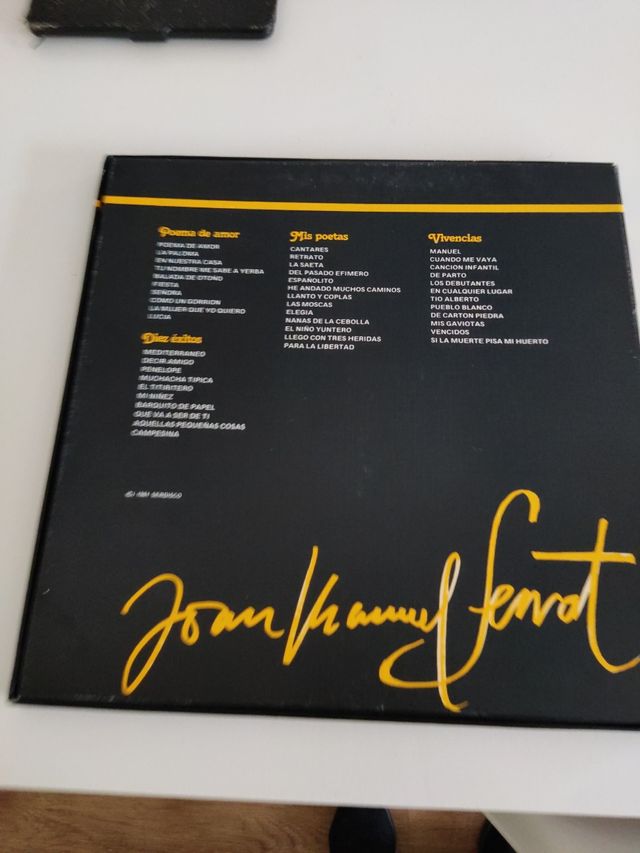 Poema de amor
POEMA DE AMOR
LA PALOMA
EN NUESTRA CASA
TU NOMBRE ME SABE A YERBA
BALADA DE OTOÑO
FIESTA
SEÑORA
COMO UN GORRION
LA MUJER QUE YO QUIERO
LUCIA
Diez éxitos
MEDITERRANEO
DECIR AMIGO
PENELOPE
MUCHACHA TIPICA
EL TITIRITERO
MI NIÑEZ
BARQUITO DE PAPEL
QUE VA A SER DE TI
AQUELLAS PEQUEÑAS COSAS
CAMPESINA
Mis poetas
CANTARES
RETRATO
LA SAETA
DEL PASADO EFIMERO
ESPAÑOLITO
HE ANDADO MUCHOS CAMINOS
LLANTO Y COPLAS
LAS MOSCAS
ELEGIA
NANAS DE LA CEBOLLA
EL NIÑO YUNTERO
LLEGO CON TRES HERIDAS
PARA LA LIBERTAD
Vivencias
MANUEL
CUANDO ME VAYA
CANCION INFANTIL
DE PARTO
LOS DEBUTANTES
EN CUALQUIER LUGAR
TIO ALBERTO
PUEBLO BLANCO
DE CARTON PIEDRA
MIS GAVIOTAS
VENCIDOS
SI LA MUERTE PISA MI HUERTO
Joan Manuel Serrat